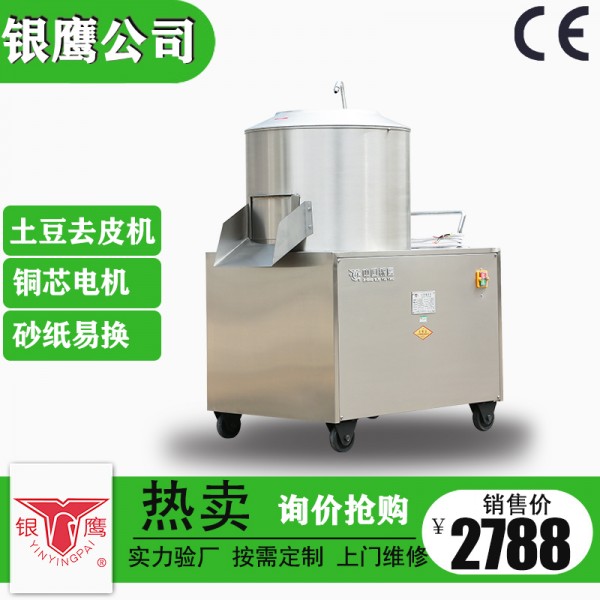 银鹰公司
CE
土豆去皮机
铜芯电机
砂纸易换
银鹰
YINYINGPAI
®
热卖 询价抢购
实力验厂 按需定制 上门维修
销售价
¥2788